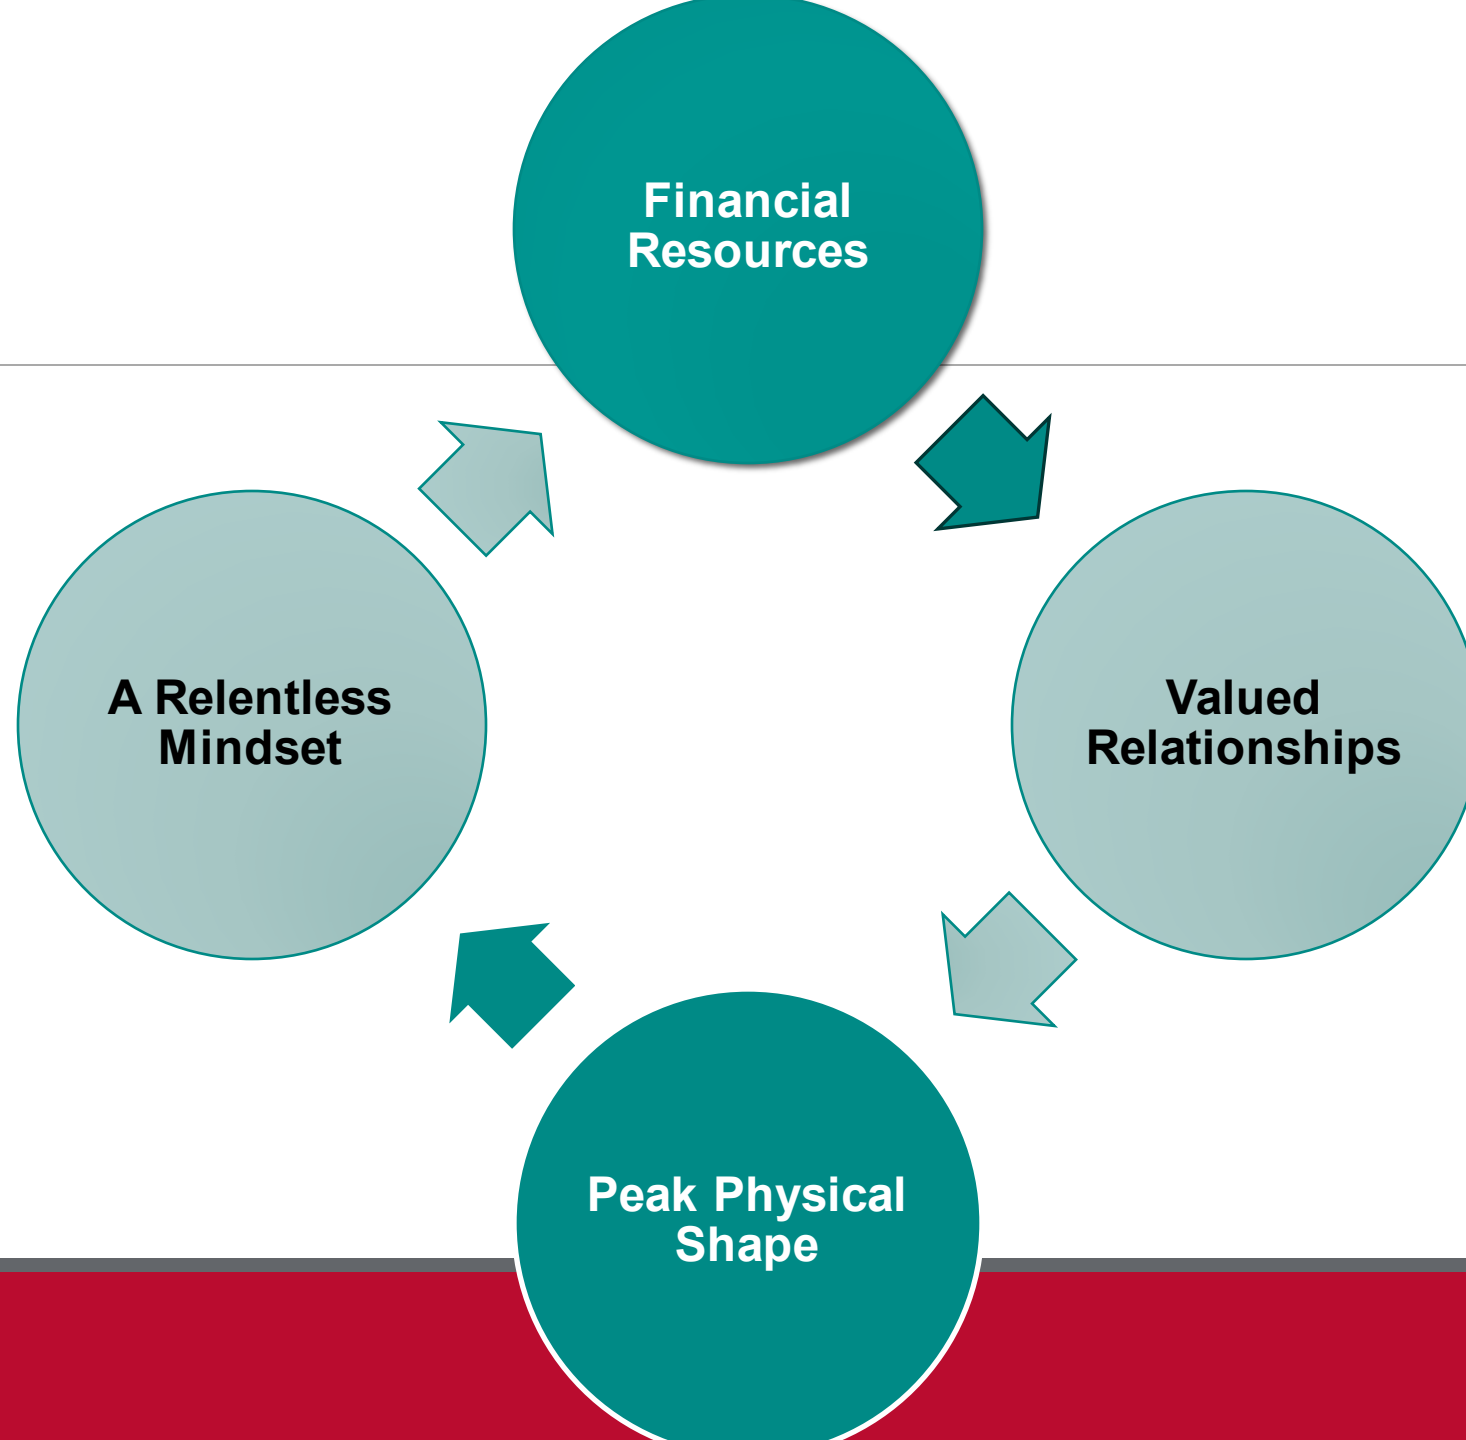 Financial
Resources
A Relentless
Mindset
Valued
Relationships
Peak Physical
Shape